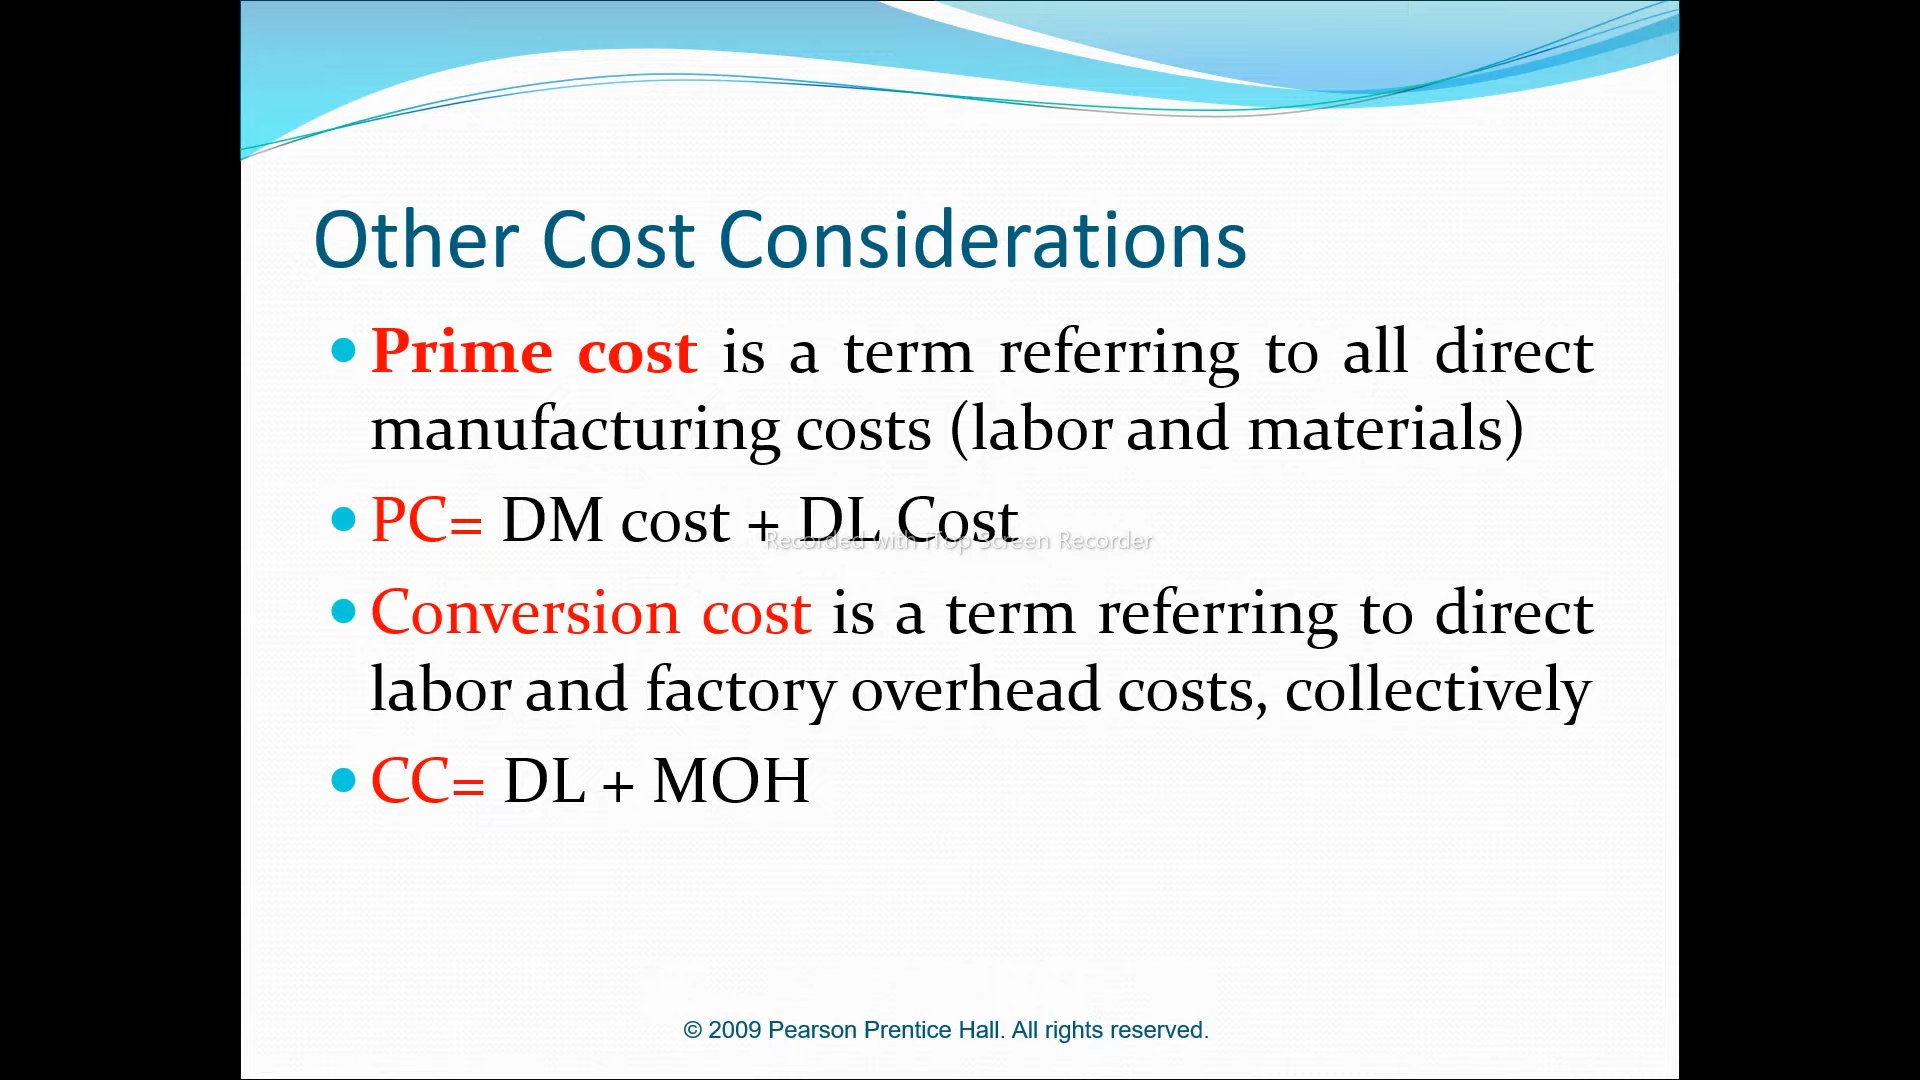 Other Cost Considerations
Prime cost is a term referring to all direct
manufacturing costs (labor and materials)
PC= DM cost + DL Cost
Recorded with iTop Screen Recorder
Conversion cost is a term referring to direct
labor and factory overhead costs, collectively
CC= DL + MOH
© 2009 Pearson Prentice Hall. All rights reserved.